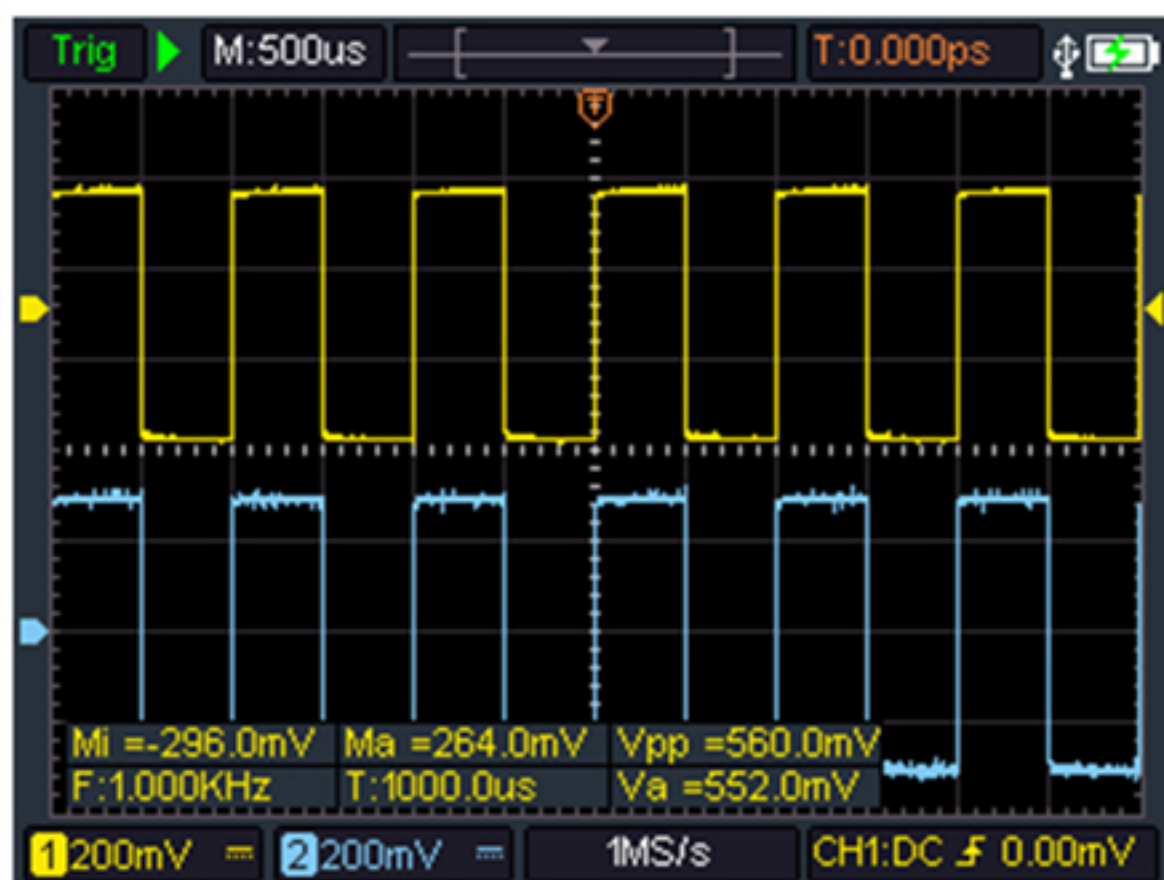 Trig M:500us T:0.000ps
Mi =-296.0mV Ma =264.0mV Vpp =560.0mV
F:1.000KHz T:1000.0us Va =552.0mV
1 200mV 2 200mV 1MS/s CH1:DC 0.00mV